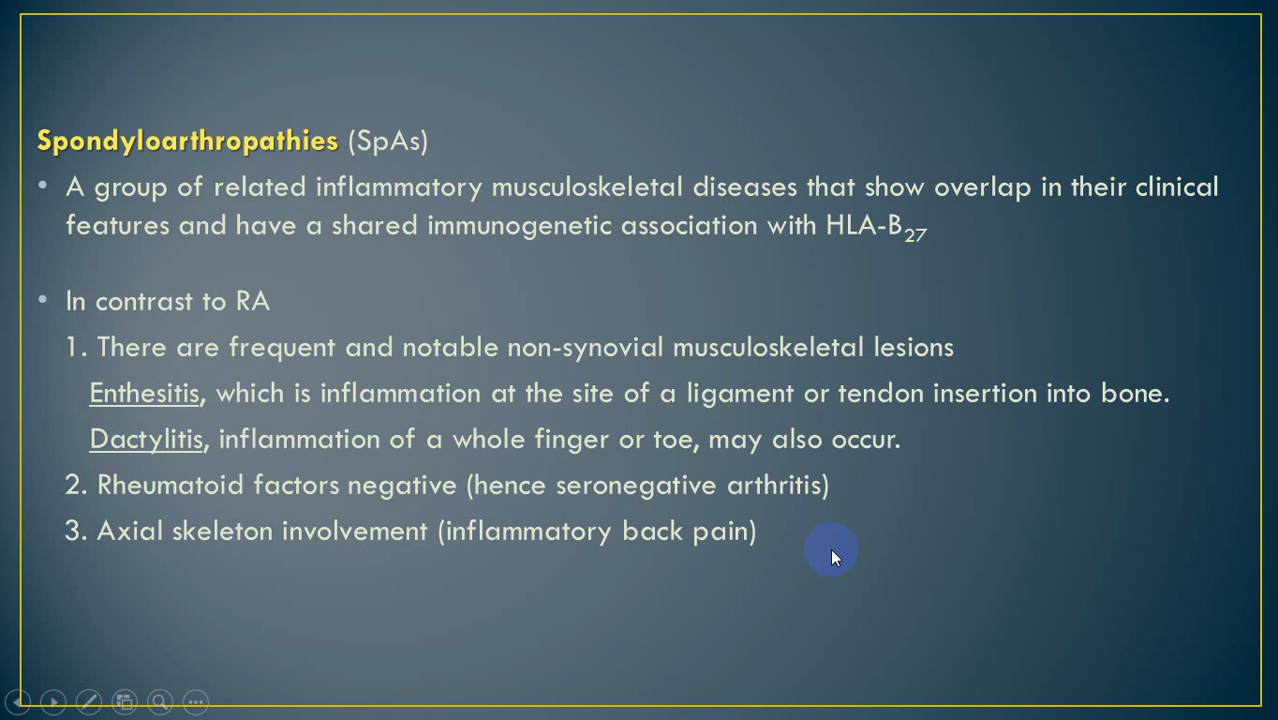 Spondyloarthropathies (SpAs)
• A group of related inflammatory musculoskeletal diseases that show overlap in their clinical
features and have a shared immunogenetic association with HLA-B27
• In contrast to RA
1. There are frequent and notable non-synovial musculoskeletal lesions
Enthesitis, which is inflammation at the site of a ligament or tendon insertion into bone.
Dactylitis, inflammation of a whole finger or toe, may also occur.
2. Rheumatoid factors negative (hence seronegative arthritis)
3. Axial skeleton involvement (inflammatory back pain)